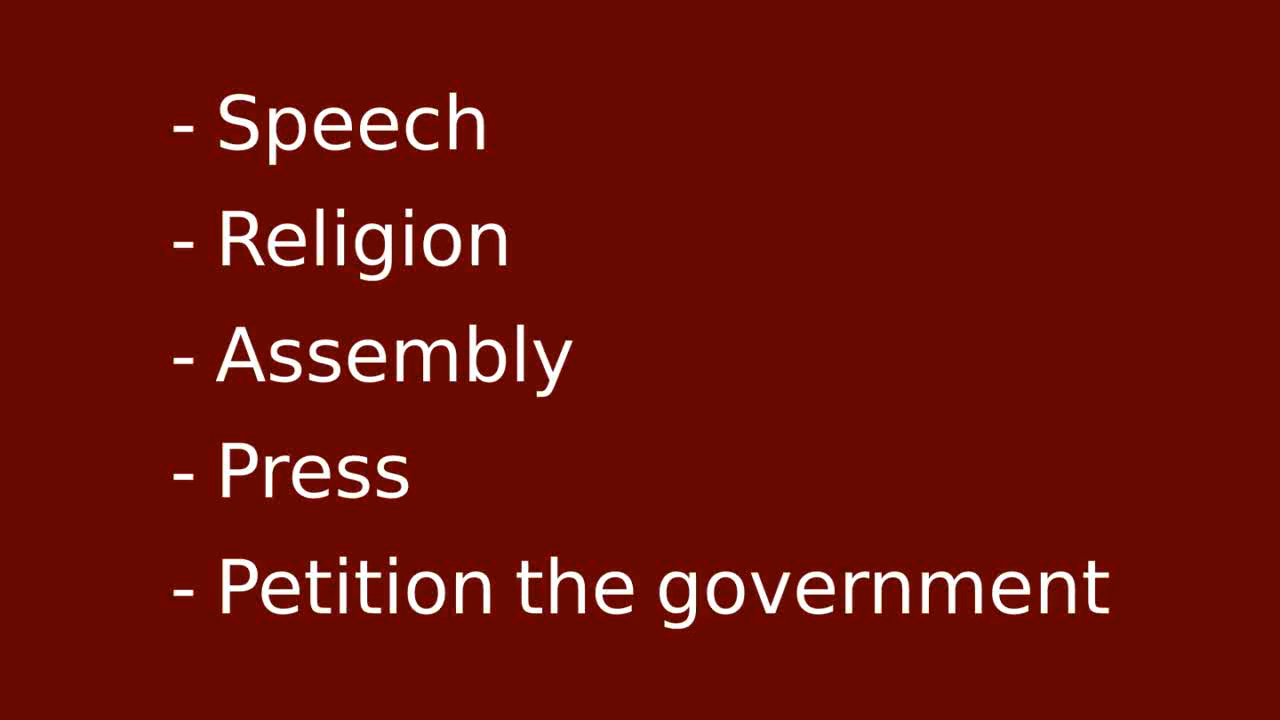 - Speech
- Religion
- Assembly
- Press
- Petition the government